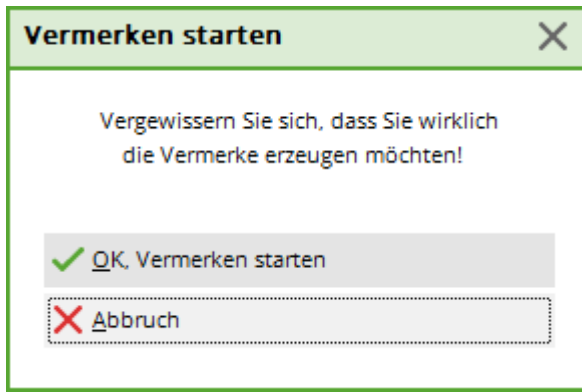 Vermerken starten
Vergewissern Sie sich, dass Sie wirklich
die Vermerke erzeugen möchten!
OK, Vermerken starten
Abbruch